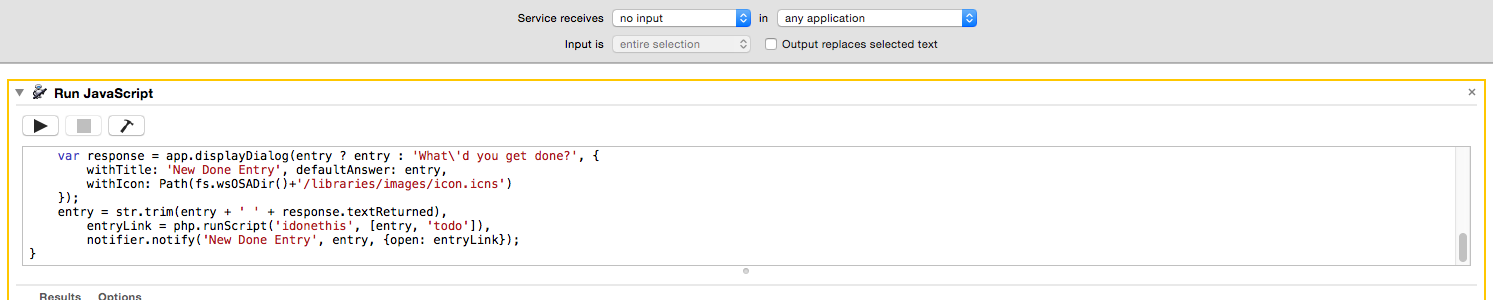 Service receives no input in any application
Input is entire selection Output replaces selected text
Run JavaScript
    var response = app.displayDialog(entry ? entry : 'What\'d you get done?', {
        withTitle: 'New Done Entry', defaultAnswer: entry,
        withIcon: Path(fs.wsOSADir()+'/libraries/images/icon.icns')
    });
    entry = str.trim(entry + ' ' + response.textReturned),
        entryLink = php.runScript('idonethis', [entry, 'todo']),
        notifier.notify('New Done Entry', entry, {open: entryLink});
}
Results Options